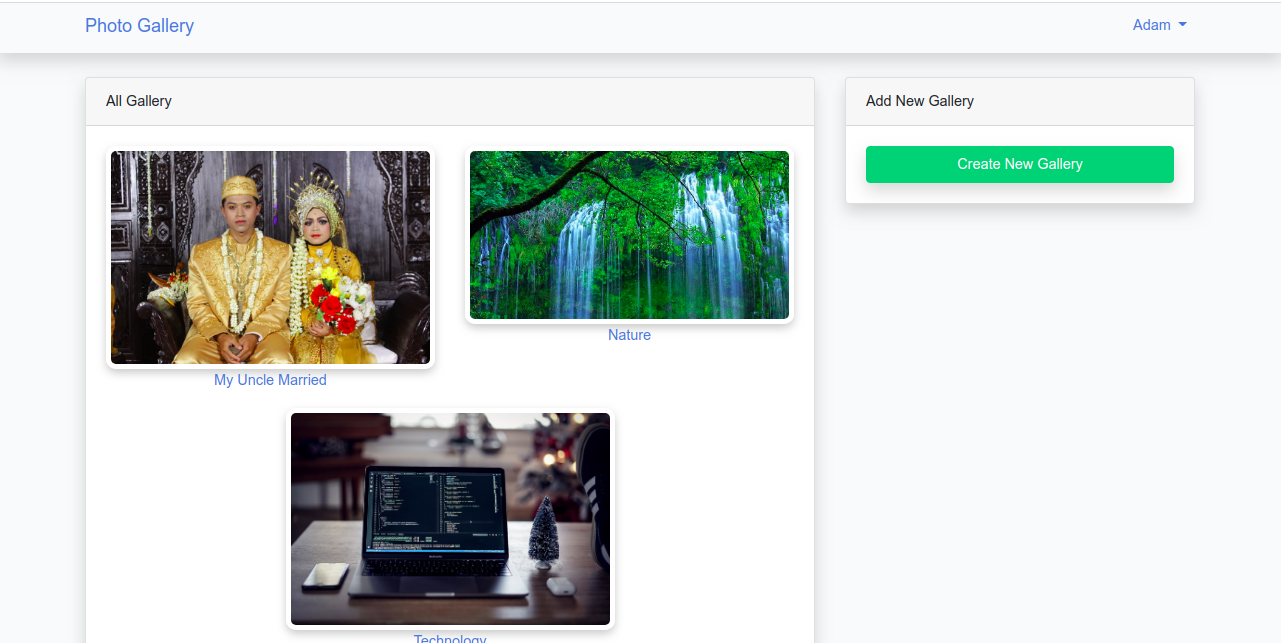 Photo Gallery
Adam
All Gallery
Add New Gallery
Create New Gallery
My Uncle Married
Nature
Technology